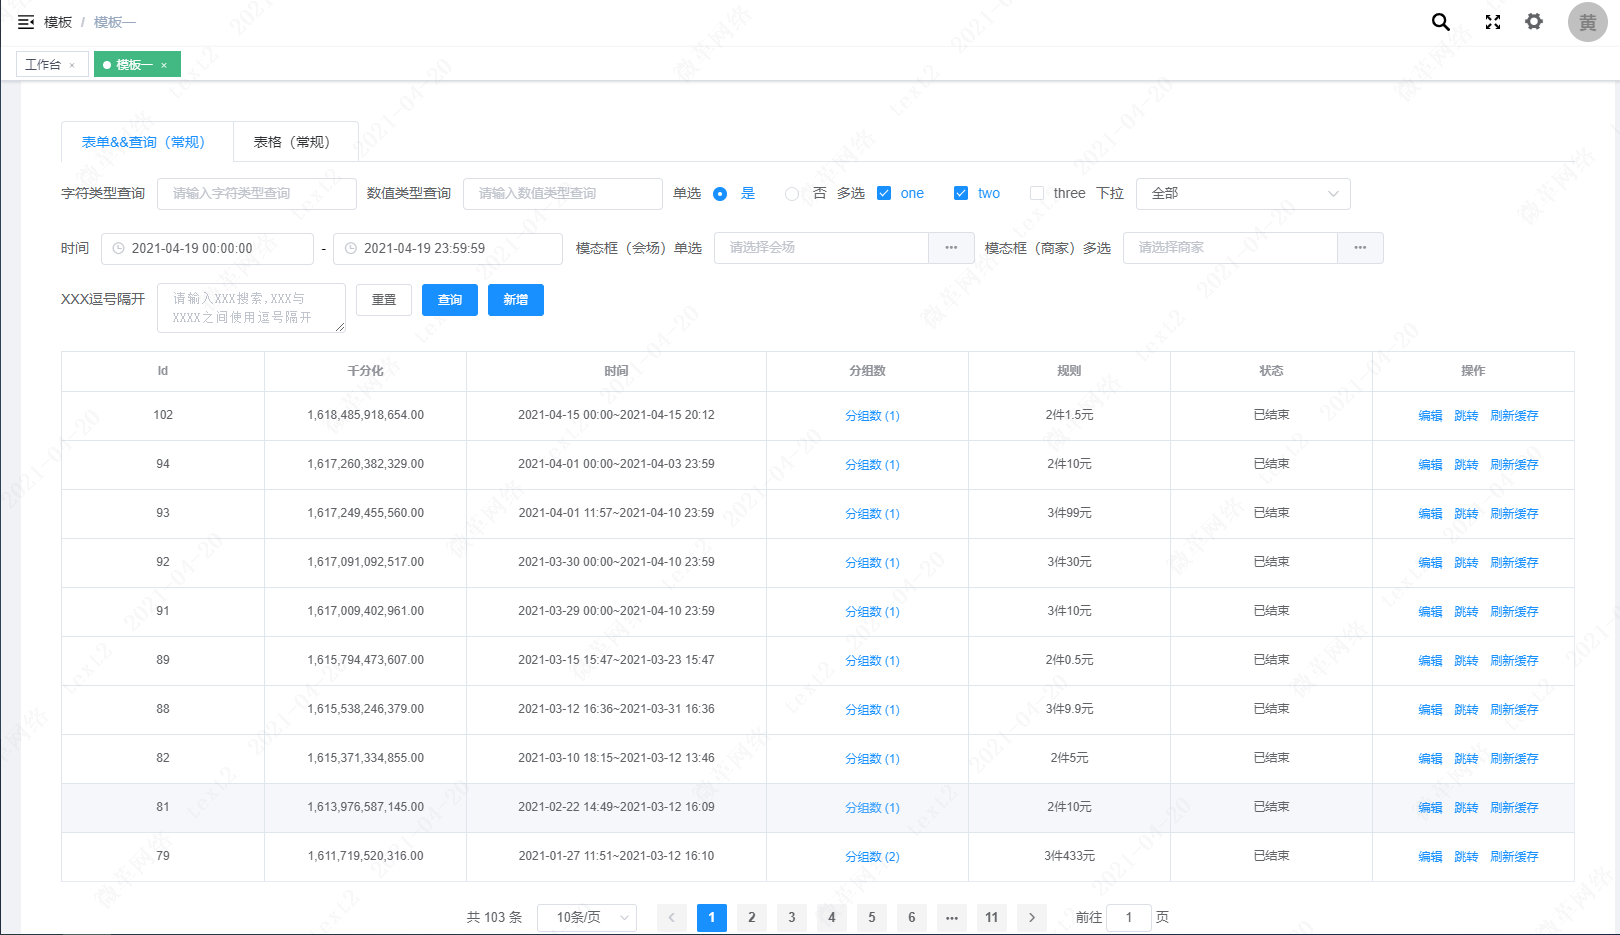 模板 / 模板一
黄
工作台 ×
模板一 ×
表单&&查询（常规）
表格（常规）
字符类型查询 请输入字符类型查询 数值类型查询 请输入数值类型查询 单选 是 否 多选 one two three 下拉 全部
时间 2021-04-19 00:00:00 - 2021-04-19 23:59:59 模态框（会场）单选 请选择会场 ··· 模态框（商家）多选 请选择商家 ···
XXX逗号隔开 请输入XXX搜索,XXX与
XXXX之间使用逗号隔开
重置 查询 新增
Id 千分化 时间 分组数 规则 状态 操作
102 1,618,485,918,654.00 2021-04-15 00:00~2021-04-15 20:12 分组数 (1) 2件1.5元 已结束 编辑 跳转 刷新缓存
94 1,617,260,382,329.00 2021-04-01 00:00~2021-04-03 23:59 分组数 (1) 2件10元 已结束 编辑 跳转 刷新缓存
93 1,617,249,455,560.00 2021-04-01 11:57~2021-04-10 23:59 分组数 (1) 3件99元 已结束 编辑 跳转 刷新缓存
92 1,617,091,092,517.00 2021-03-30 00:00~2021-04-10 23:59 分组数 (1) 3件30元 已结束 编辑 跳转 刷新缓存
91 1,617,009,402,961.00 2021-03-29 00:00~2021-04-10 23:59 分组数 (1) 3件10元 已结束 编辑 跳转 刷新缓存
89 1,615,794,473,607.00 2021-03-15 15:47~2021-03-23 15:47 分组数 (1) 2件0.5元 已结束 编辑 跳转 刷新缓存
88 1,615,538,246,379.00 2021-03-12 16:36~2021-03-31 16:36 分组数 (1) 3件9.9元 已结束 编辑 跳转 刷新缓存
82 1,615,371,334,855.00 2021-03-10 18:15~2021-03-12 13:46 分组数 (1) 2件5元 已结束 编辑 跳转 刷新缓存
81 1,613,976,587,145.00 2021-02-22 14:49~2021-03-12 16:09 分组数 (1) 2件10元 已结束 编辑 跳转 刷新缓存
79 1,611,719,520,316.00 2021-01-27 11:51~2021-03-12 16:10 分组数 (2) 3件433元 已结束 编辑 跳转 刷新缓存
共 103 条 10条/页 < 1 2 3 4 5 6 ··· 11 > 前往 1 页
微革网络 text2 2021-04-20